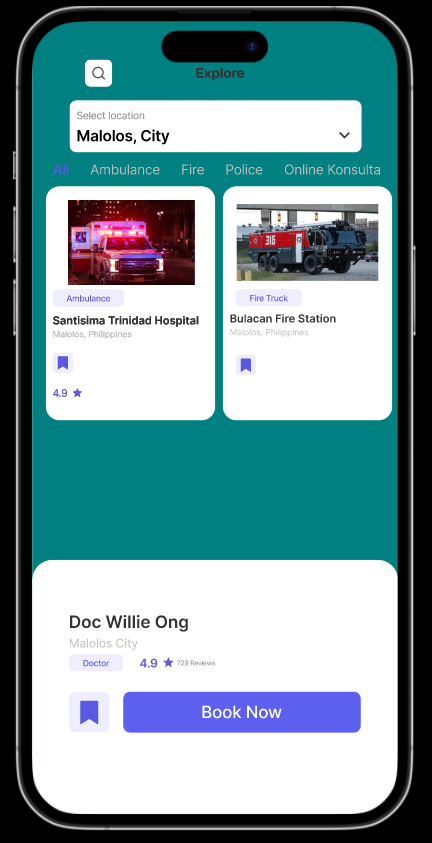 Explore
Select location
Malolos, City
All Ambulance Fire Police Online Konsulta
316
Ambulance
Fire Truck
Santisima Trinidad Hospital
Malolos, Philippines
Bulacan Fire Station
Malolos, Philippines
4.9
Doc Willie Ong
Malolos City
Doctor 4.9 729 Reviews
Book Now